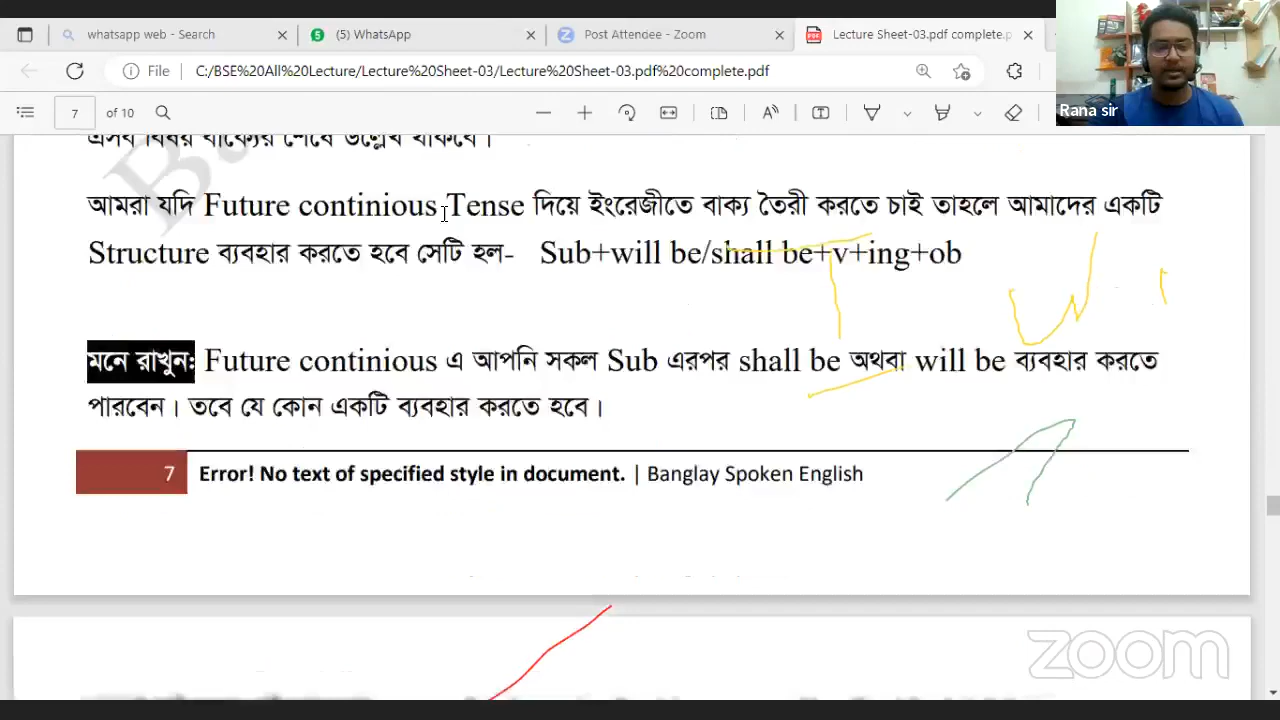 whatsapp web - Search
(5) WhatsApp
Post Attendee - Zoom
Lecture Sheet-03.pdf complete.p
File C:/BSE%20All%20Lecture/Lecture%20Sheet-03/Lecture%20Sheet-03.pdf%20complete.pdf
7 of 10
Rana sir
এসব বিষয় বাক্যের শেষে উল্লেখ থাকবে।
আমরা যদি Future continious Tense দিয়ে ইংরেজীতে বাক্য তৈরী করতে চাই তাহলে আমাদের একটি
Structure ব্যবহার করতে হবে সেটি হল- Sub+will be/shall be+v+ing+ob
মনে রাখুন: Future continious এ আপনি সকল Sub এরপর shall be অথবা will be ব্যবহার করতে
পারবেন। তবে যে কোন একটি ব্যবহার করতে হবে।
7 Error! No text of specified style in document. | Banglay Spoken English
zoom